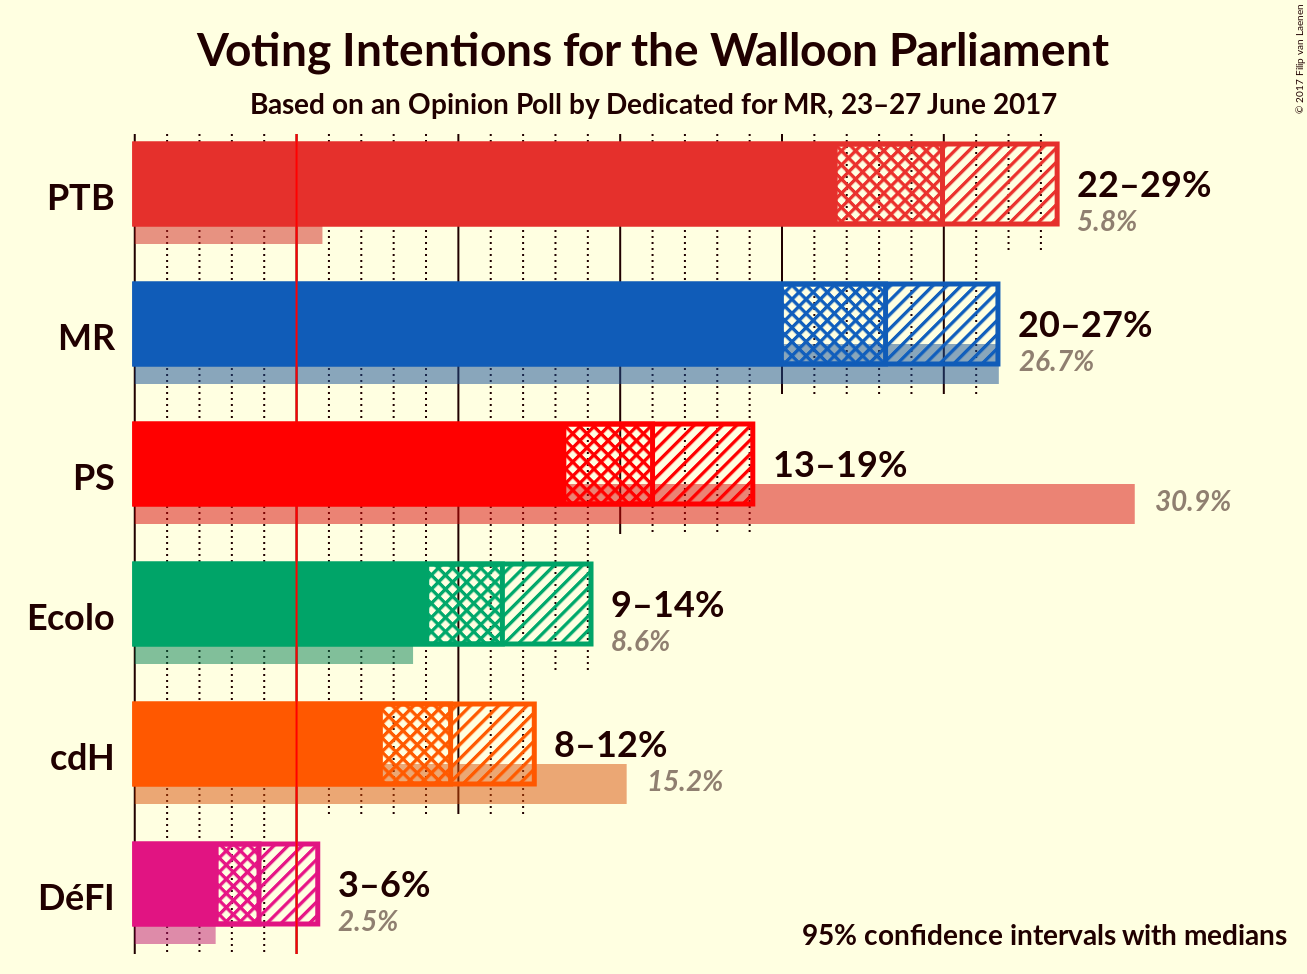 Voting Intentions for the Walloon Parliament
Based on an Opinion Poll by Dedicated for MR, 23–27 June 2017
© 2017 Filip van Laenen
PTB
22–29%
5.8%
MR
20–27%
26.7%
PS
13–19%
30.9%
Ecolo
9–14%
8.6%
cdH
8–12%
15.2%
DéFI
3–6%
2.5%
95% confidence intervals with medians